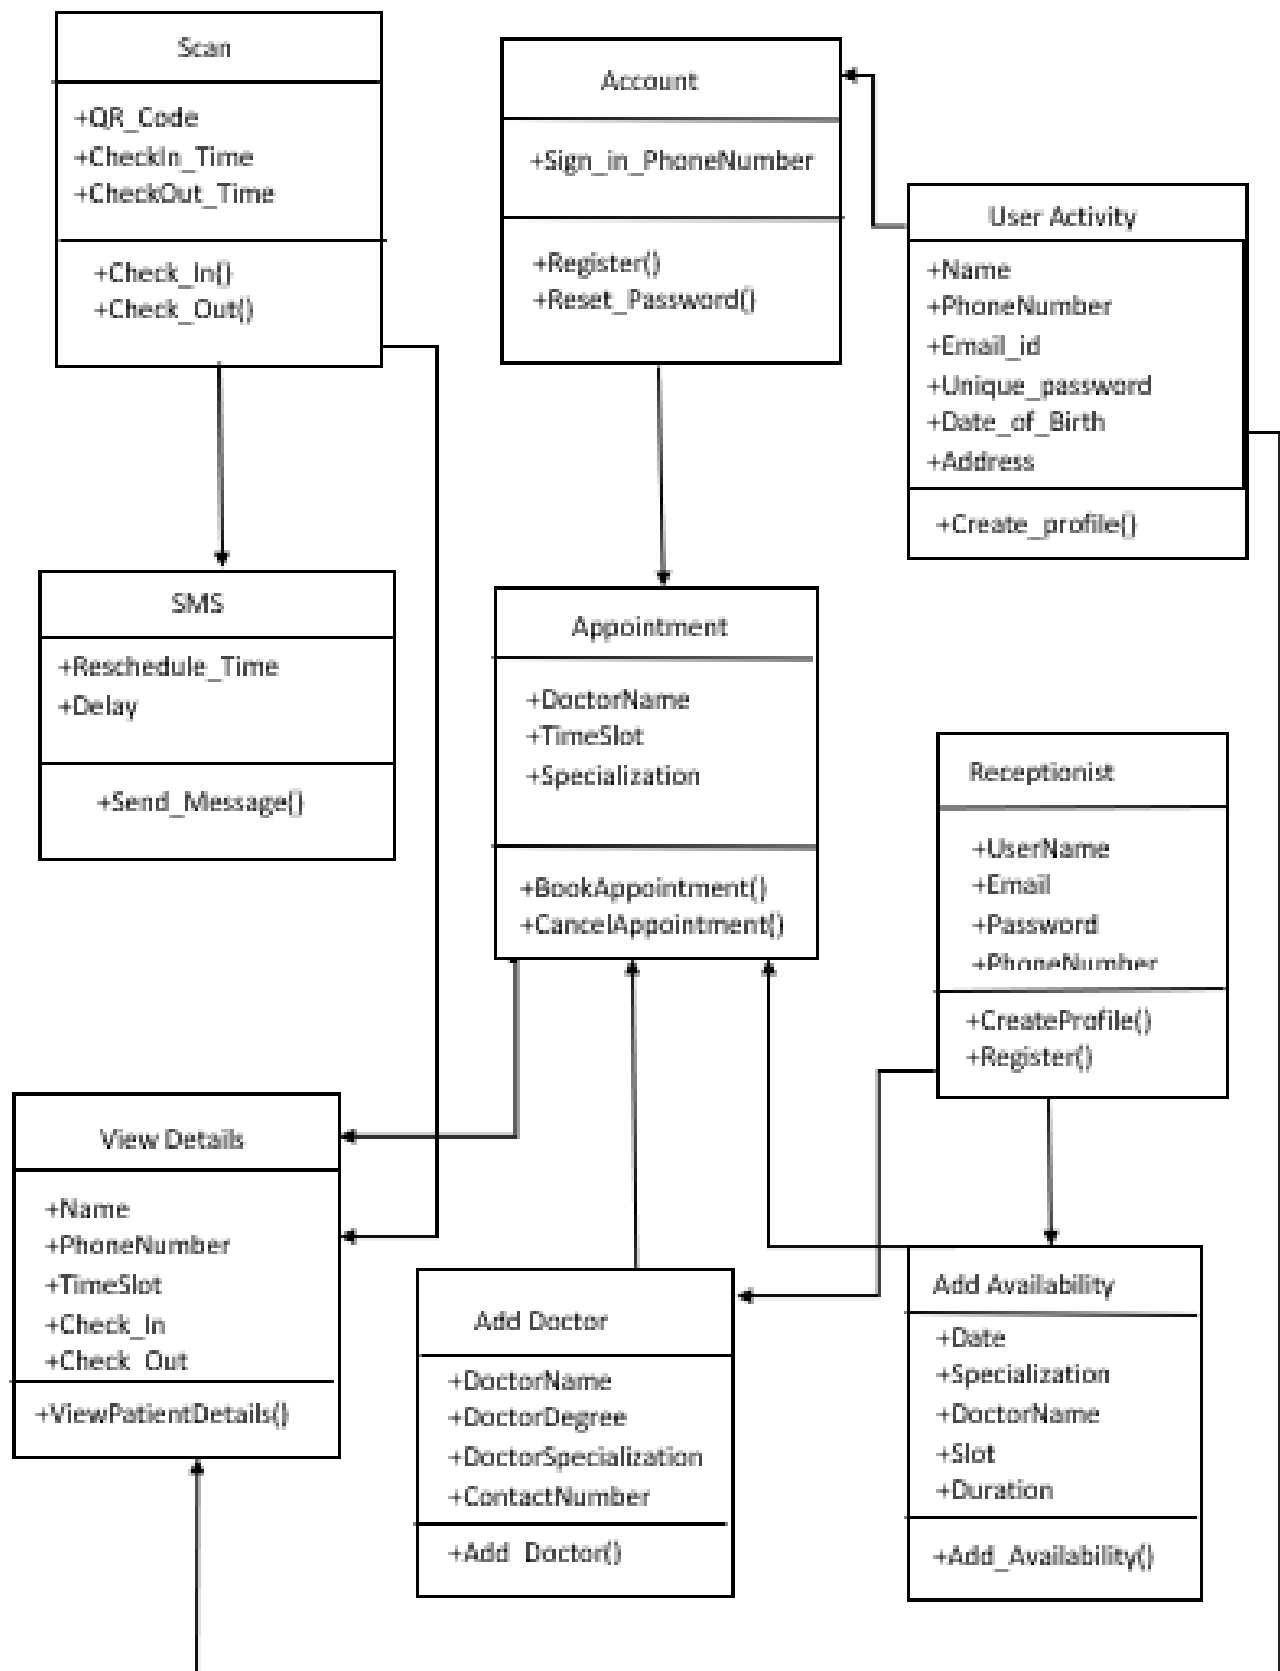 Scan
+QR_Code
+CheckIn_Time
+CheckOut_Time
+Check_In()
+Check_Out()
Account
+Sign_in_PhoneNumber
+Register()
+Reset_Password()
User Activity
+Name
+PhoneNumber
+Email_id
+Unique_password
+Date_of_Birth
+Address
+Create_profile()
SMS
+Reschedule_Time
+Delay
+Send_Message()
Appointment
+DoctorName
+TimeSlot
+Specialization
+BookAppointment()
+CancelAppointment()
Receptionist
+UserName
+Email
+Password
+PhoneNumber
+CreateProfile()
+Register()
View Details
+Name
+PhoneNumber
+TimeSlot
+Check_In
+Check_Out
+ViewPatientDetails()
Add Doctor
+DoctorName
+DoctorDegree
+DoctorSpecialization
+ContactNumber
+Add_Doctor()
Add Availability
+Date
+Specialization
+DoctorName
+Slot
+Duration
+Add_Availability()